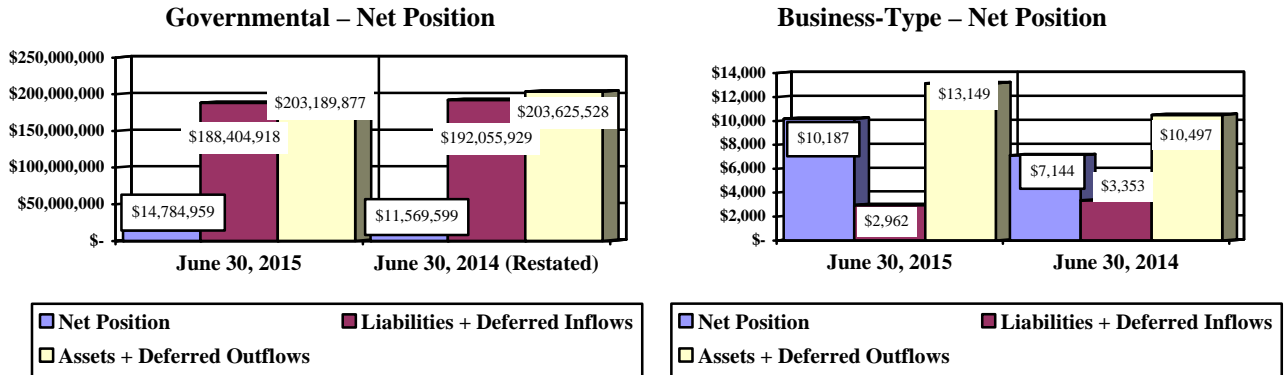 Governmental – Net Position
$250,000,000
$200,000,000
$150,000,000
$100,000,000
$50,000,000
$-
$203,189,877
$188,404,918
$14,784,959
$203,625,528
$192,055,929
$11,569,599
June 30, 2015
June 30, 2014 (Restated)
Net Position
Liabilities + Deferred Inflows
Assets + Deferred Outflows
Business-Type – Net Position
$14,000
$12,000
$10,000
$8,000
$6,000
$4,000
$2,000
$-
$13,149
$10,187
$2,962
$10,497
$7,144
$3,353
June 30, 2015
June 30, 2014
Net Position
Liabilities + Deferred Inflows
Assets + Deferred Outflows